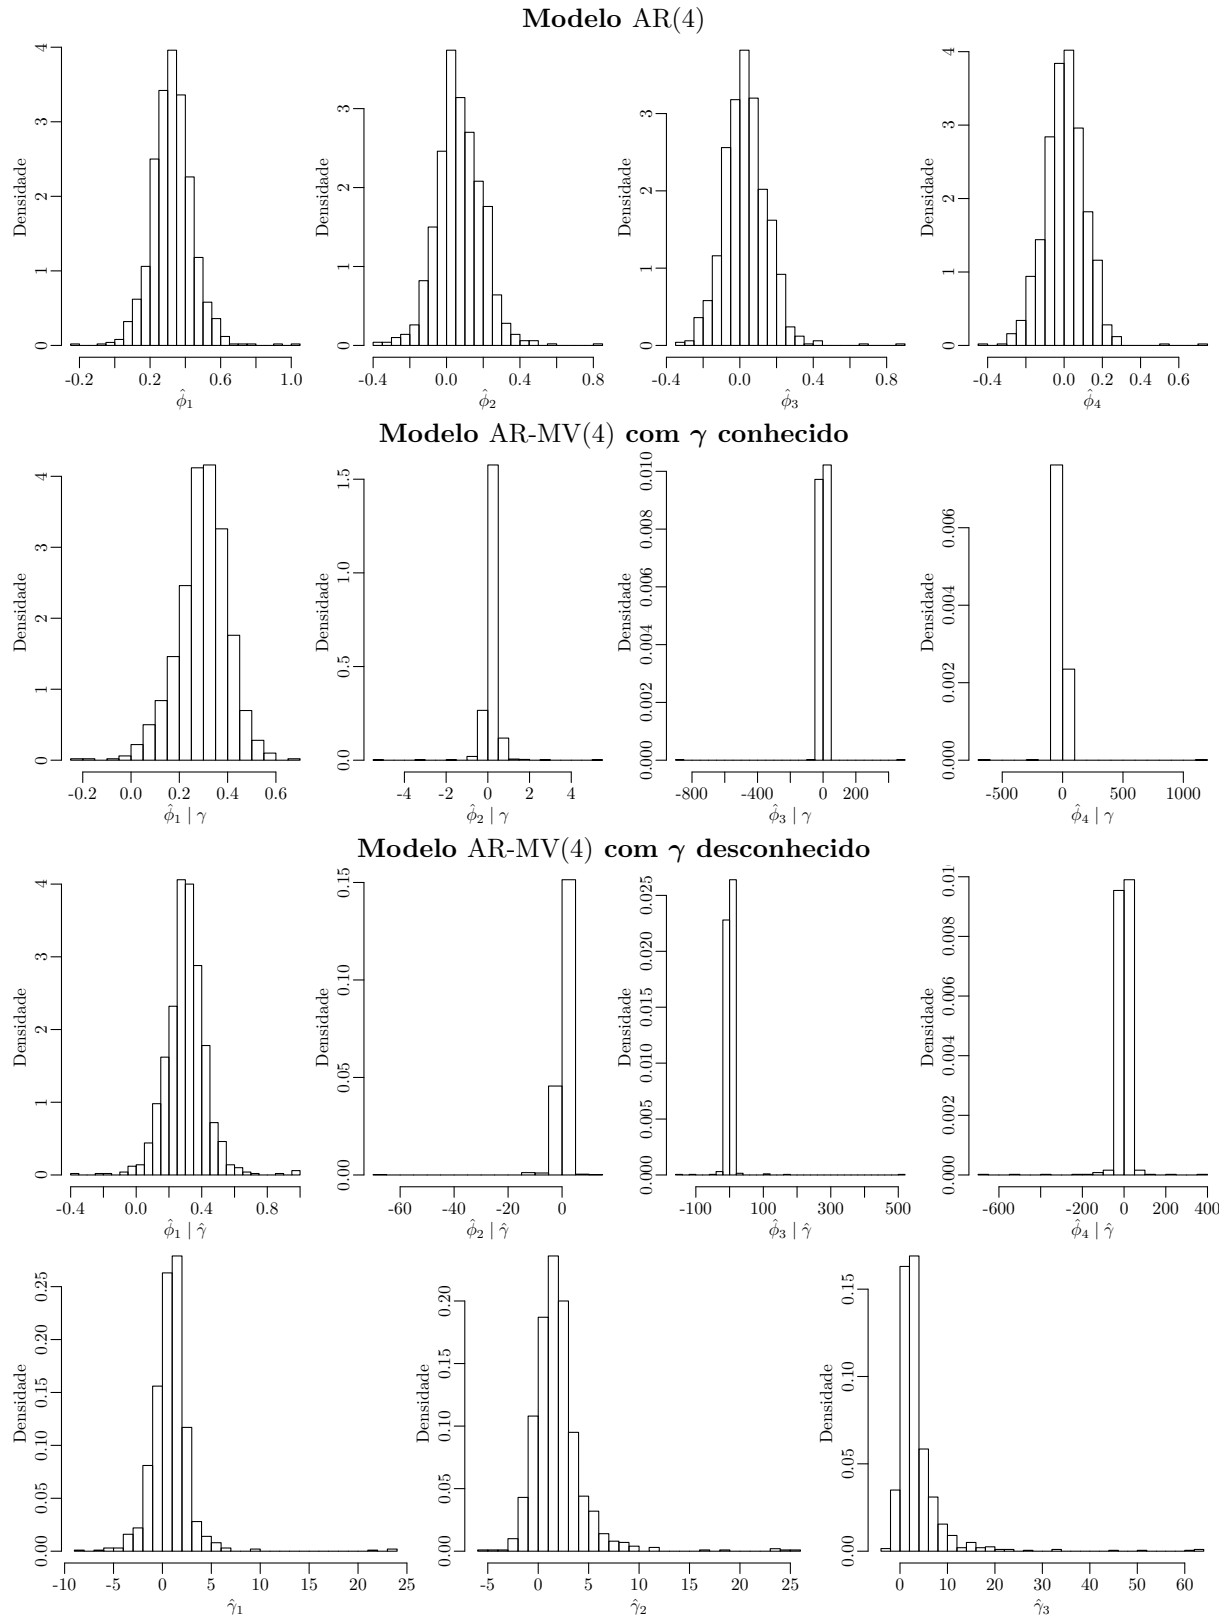 Modelo AR(4)
Densidade
0 1 2 3 4
-0.2 0.2 0.6 1.0
φ̂₁
Densidade
0 1 2 3
-0.4 0.0 0.4 0.8
φ̂₂
Densidade
0 1 2 3
-0.4 0.0 0.4 0.8
φ̂₃
Densidade
0 1 2 3 4
-0.4 0.0 0.2 0.4 0.6
φ̂₄
Modelo AR-MV(4) com γ conhecido
Densidade
0 1 2 3 4
-0.2 0.0 0.2 0.4 0.6
φ̂₁ | γ
Densidade
0.0 0.5 1.0 1.5
-4 -2 0 2 4
φ̂₂ | γ
Densidade
0.000 0.002 0.004 0.006 0.008 0.010
-800 -400 0 200
φ̂₃ | γ
Densidade
0.000 0.002 0.004 0.006
-500 0 500 1000
φ̂₄ | γ
Modelo AR-MV(4) com γ desconhecido
Densidade
0 1 2 3 4
-0.4 0.0 0.4 0.8
φ̂₁ | γ̂
Densidade
0.00 0.05 0.10 0.15
-60 -40 -20 0
φ̂₂ | γ̂
Densidade
0.000 0.005 0.010 0.015 0.020 0.025
-100 100 300 500
φ̂₃ | γ̂
Densidade
0.000 0.002 0.004 0.006 0.008 0.01
-600 -200 0 200 400
φ̂₄ | γ̂
Densidade
0.00 0.05 0.10 0.15 0.20 0.25
-10 -5 0 5 10 15 20 25
γ̂₁
Densidade
0.00 0.05 0.10 0.15 0.20
-5 0 5 10 15 20 25
γ̂₂
Densidade
0.00 0.05 0.10 0.15
0 10 20 30 40 50 60
γ̂₃